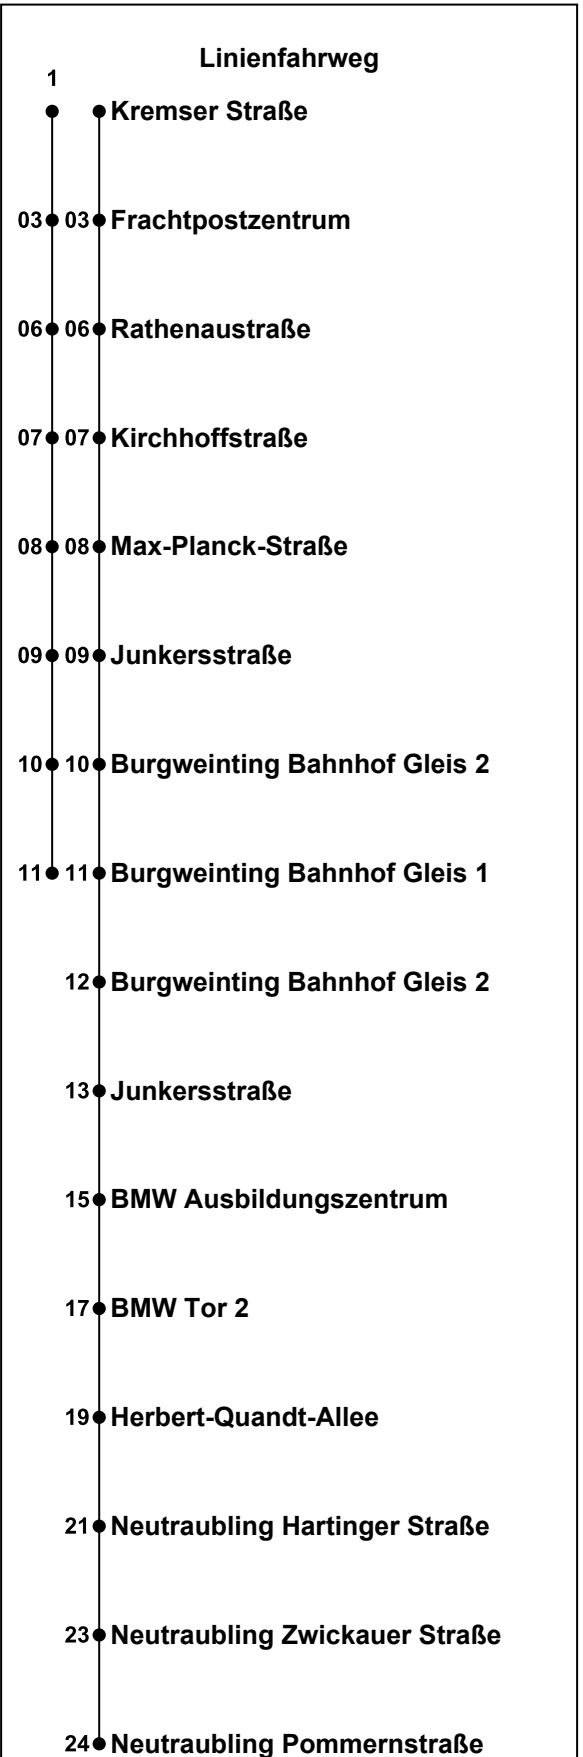 Linienfahrweg
1
Kremser Straße
03 03 Frachtpostzentrum
06 06 Rathenaustraße
07 07 Kirchhoffstraße
08 08 Max-Planck-Straße
09 09 Junkersstraße
10 10 Burgweinting Bahnhof Gleis 2
11 11 Burgweinting Bahnhof Gleis 1
12 Burgweinting Bahnhof Gleis 2
13 Junkersstraße
15 BMW Ausbildungszentrum
17 BMW Tor 2
19 Herbert-Quandt-Allee
21 Neutraubling Hartinger Straße
23 Neutraubling Zwickauer Straße
24 Neutraubling Pommernstraße